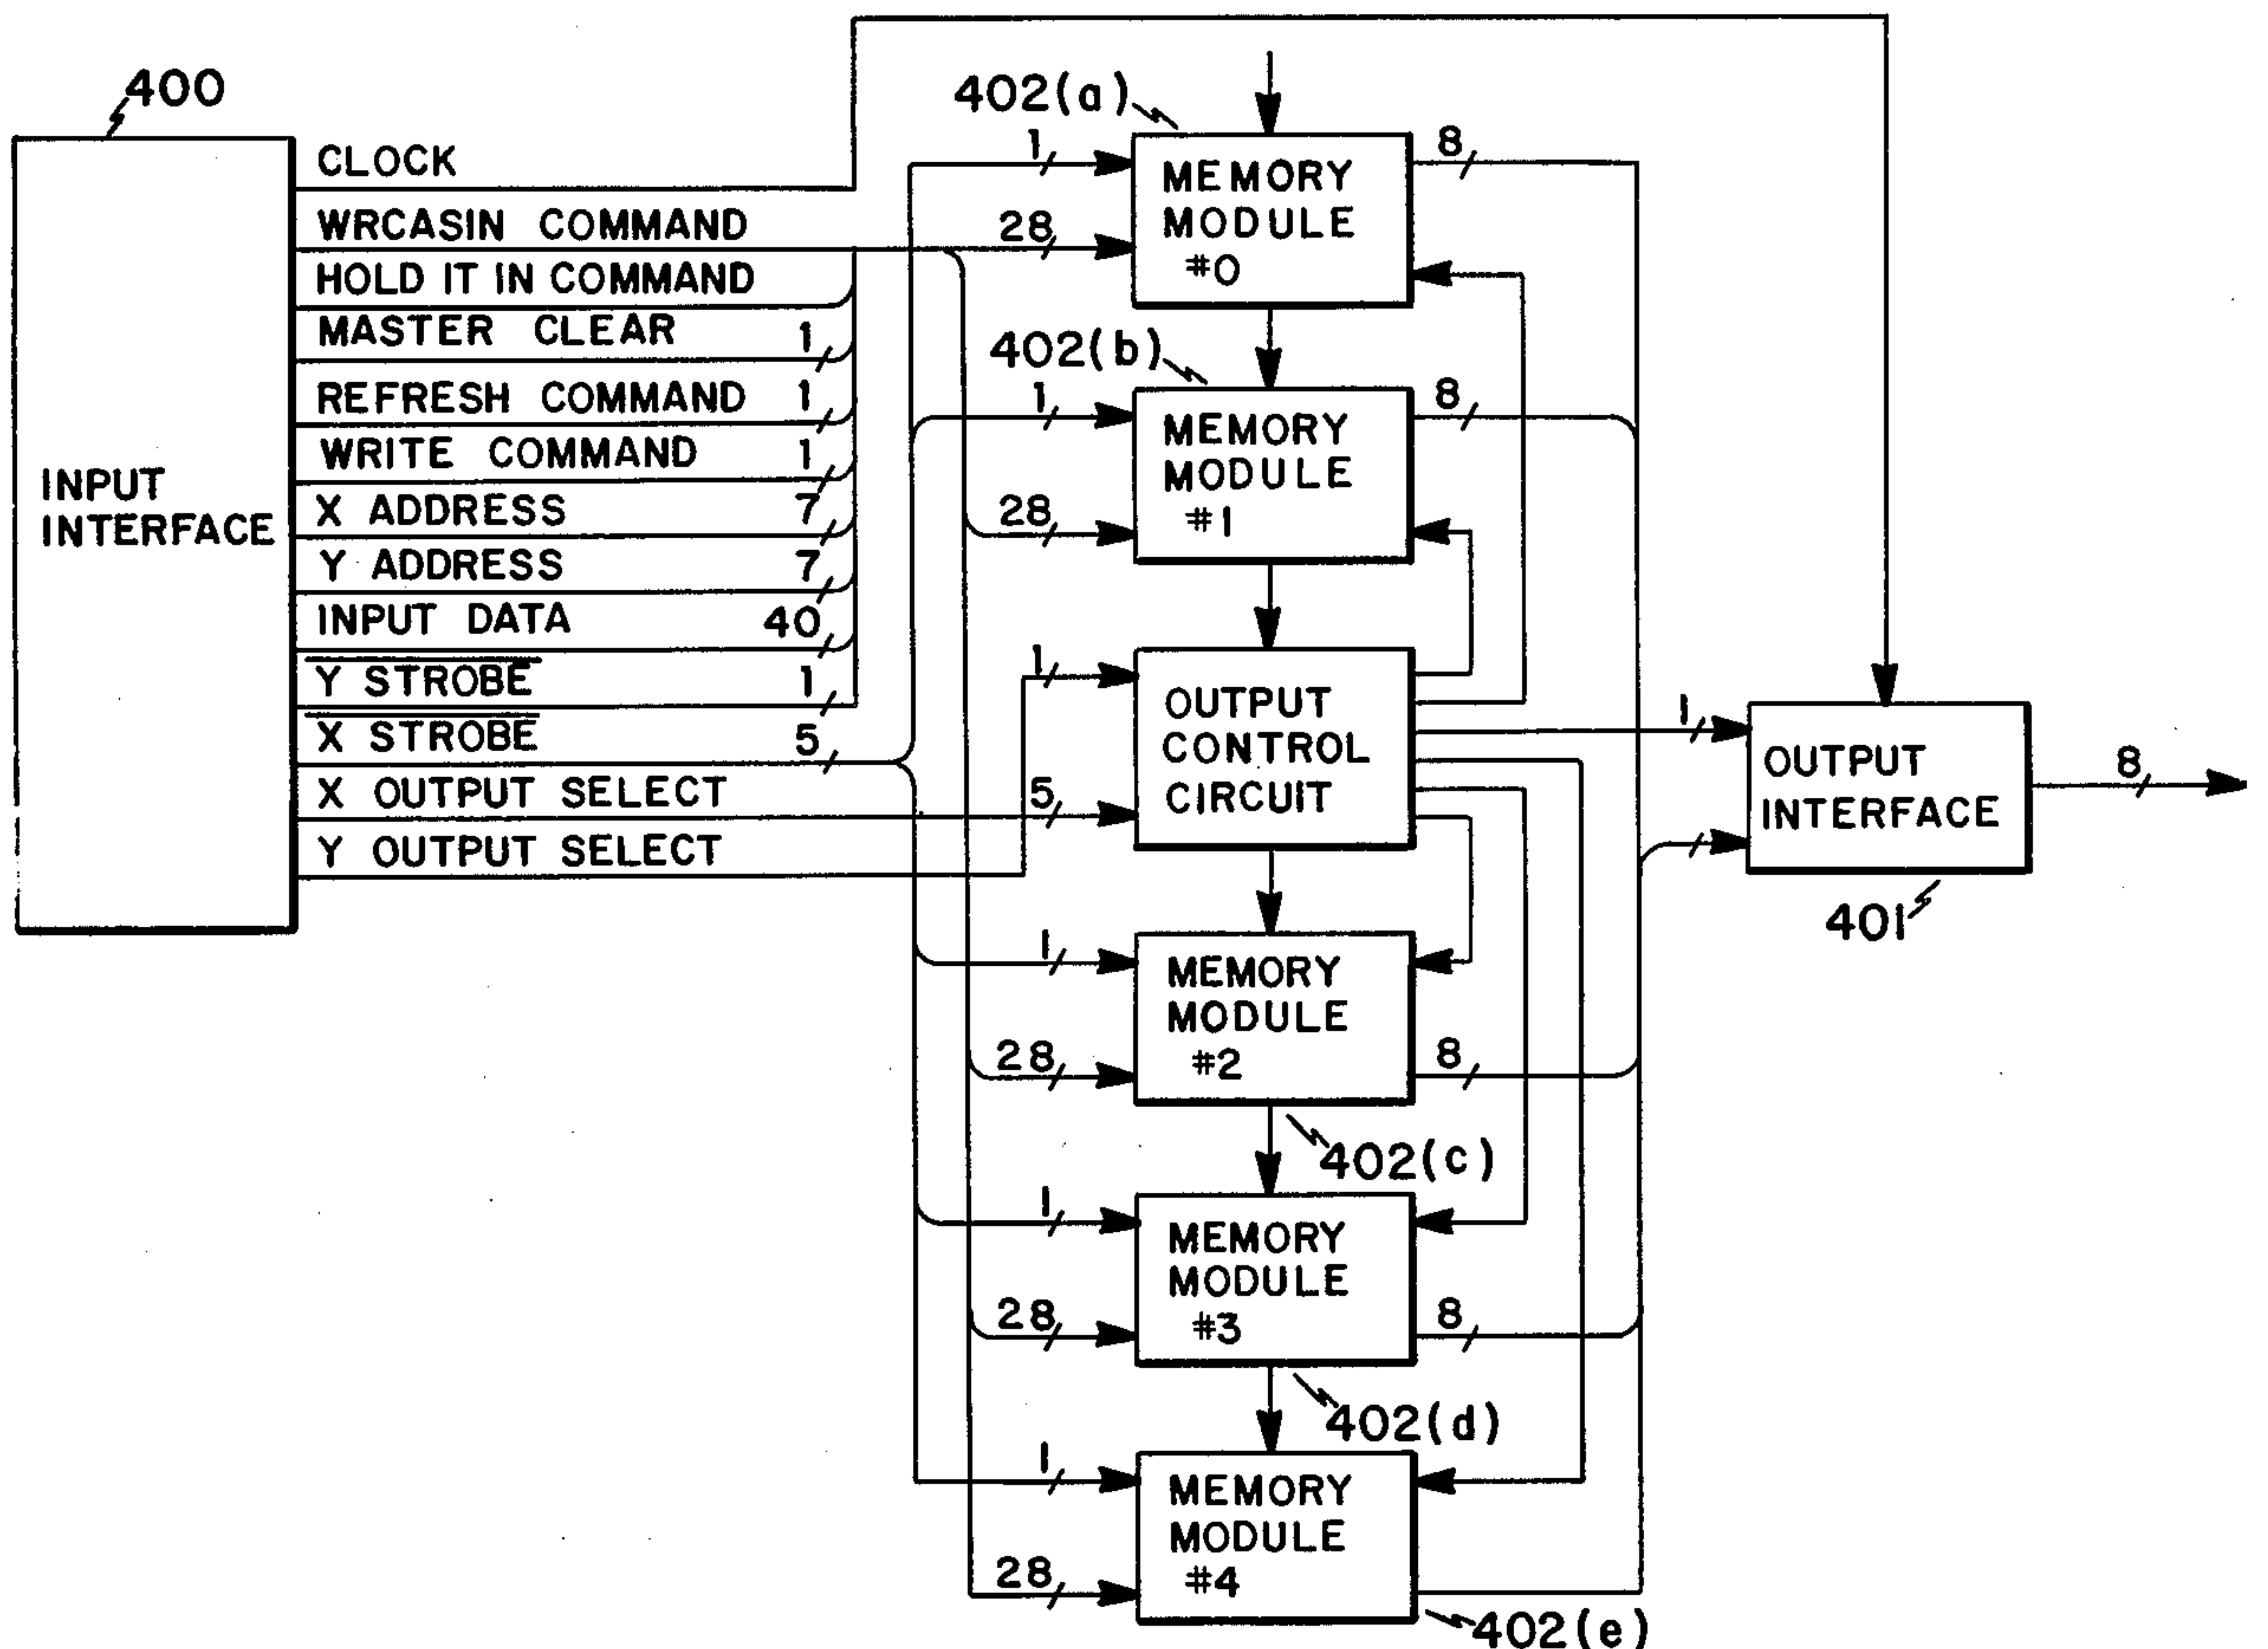 400
INPUT
INTERFACE
CLOCK
WRCASIN COMMAND
HOLD IT IN COMMAND
MASTER CLEAR 1
REFRESH COMMAND 1
WRITE COMMAND 1
X ADDRESS 7
Y ADDRESS 7
INPUT DATA 40
Y STROBE 1
X STROBE 5
X OUTPUT SELECT
Y OUTPUT SELECT
402(a)
1
28
MEMORY
MODULE
#0
8
402(b)
1
28
MEMORY
MODULE
#1
8
1
5
OUTPUT
CONTROL
CIRCUIT
1
OUTPUT
INTERFACE
8
401
1
28
MEMORY
MODULE
#2
8
402(c)
1
28
MEMORY
MODULE
#3
8
402(d)
1
28
MEMORY
MODULE
#4
402(e)